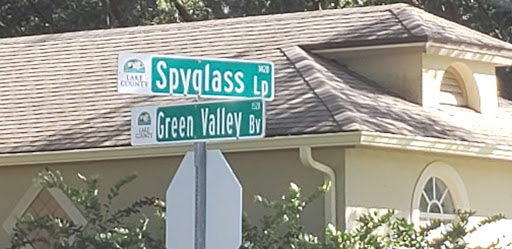 LAKE COUNTY
Spyglass Lp
LAKE COUNTY
Green Valley Bv